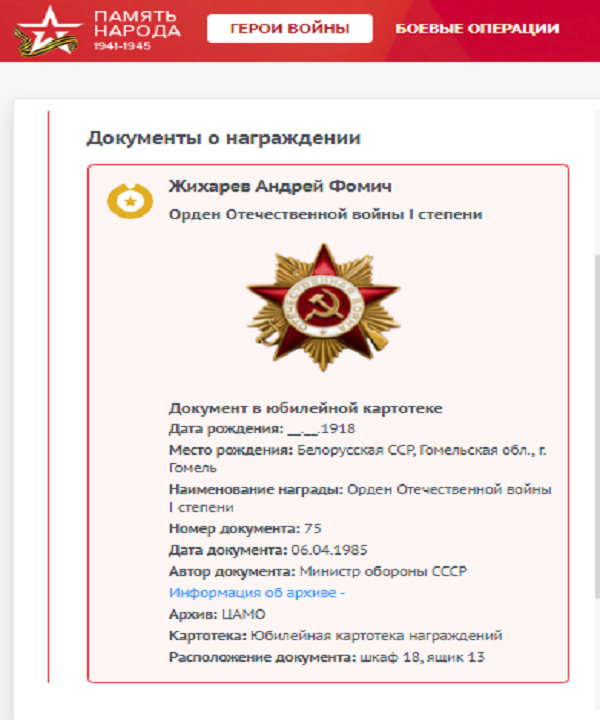 ПАМЯТЬ
НАРОДА
1941-1945
ГЕРОИ ВОЙНЫ
БОЕВЫЕ ОПЕРАЦИИ
Документы о награждении
Жихарев Андрей Фомич
Орден Отечественной войны I степени
ОТЕЧЕСТВЕННАЯ ВОЙНА
Документ в юбилейной картотеке
Дата рождения: __.__.1918
Место рождения: Белорусская ССР, Гомельская обл., г.
Гомель
Наименование награды: Орден Отечественной войны
I степени
Номер документа: 75
Дата документа: 06.04.1985
Автор документа: Министр обороны СССР
Информация об архиве -
Архив: ЦАМО
Картотека: Юбилейная картотека награждений
Расположение документа: шкаф 18, ящик 13